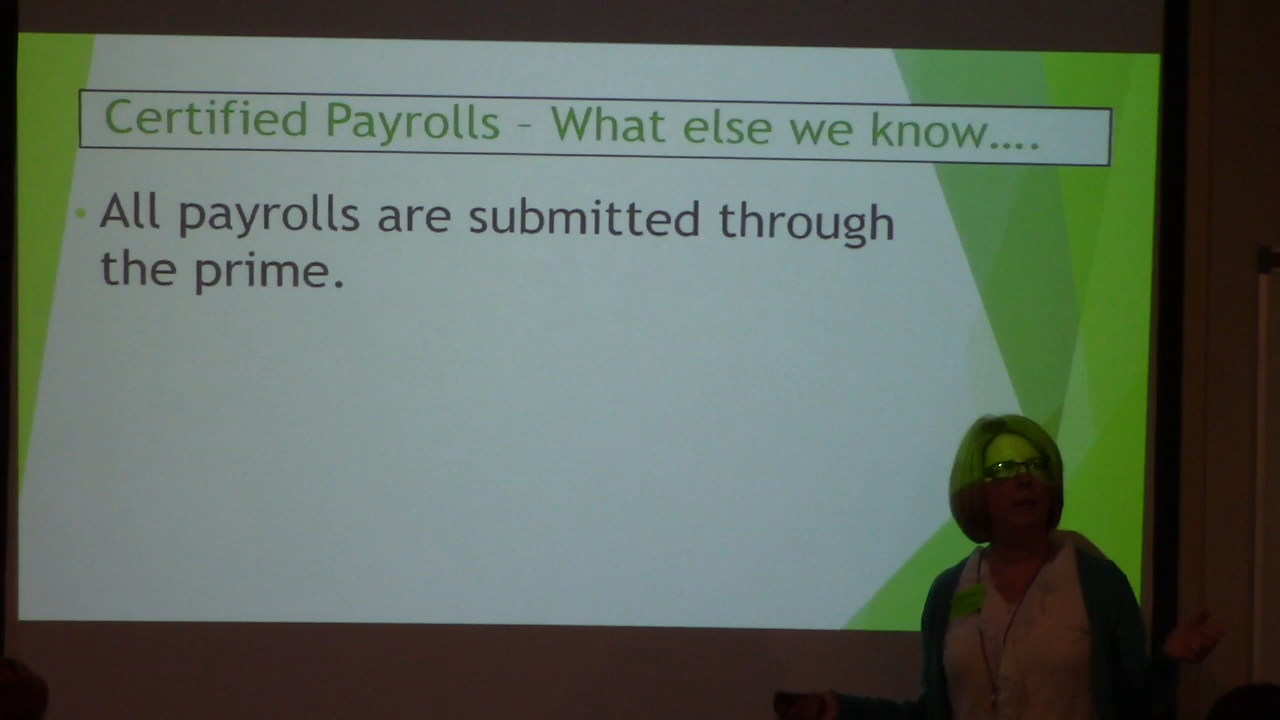 Certified Payrolls – What else we know....
• All payrolls are submitted through
the prime.